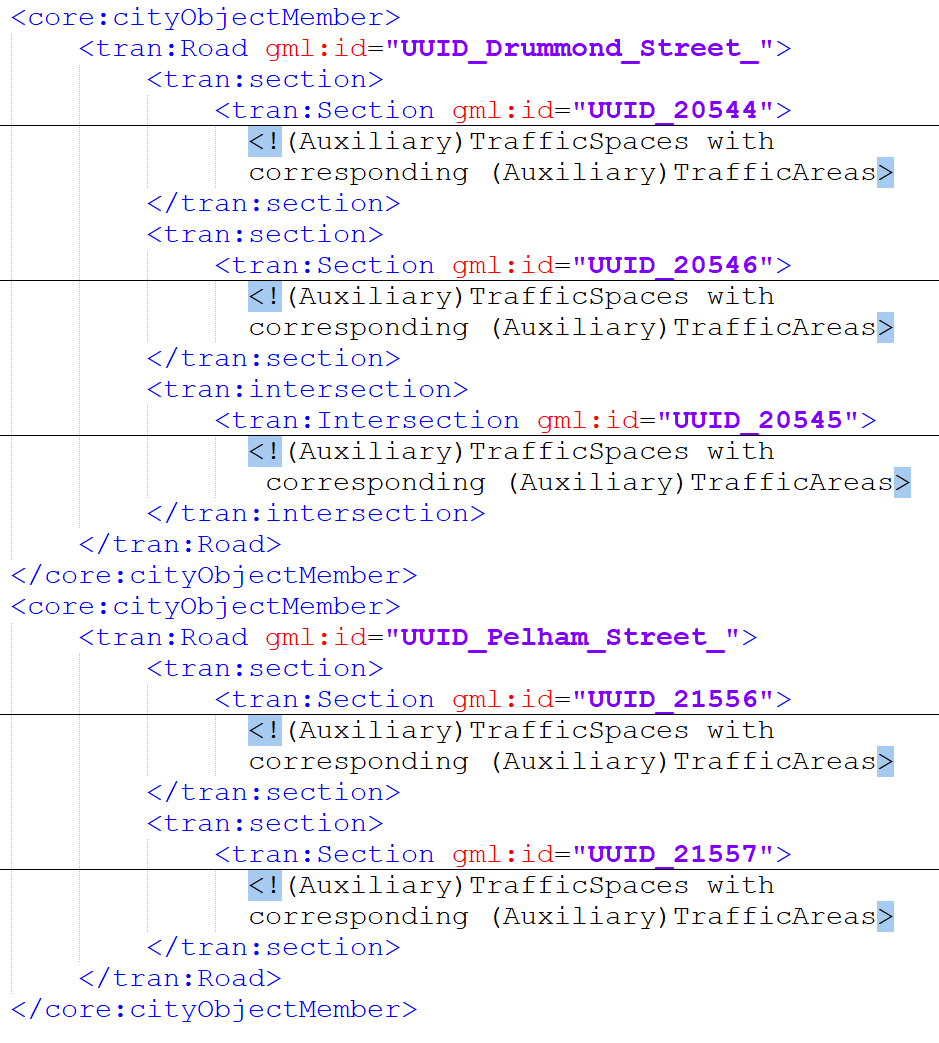 <core:cityObjectMember>
    <tran:Road gml:id="UUID_Drummond_Street_">
        <tran:section>
            <tran:Section gml:id="UUID_20544">
              <!(Auxiliary)TrafficSpaces with
              corresponding (Auxiliary)TrafficAreas>
        </tran:section>
        <tran:section>
            <tran:Section gml:id="UUID_20546">
              <!(Auxiliary)TrafficSpaces with
              corresponding (Auxiliary)TrafficAreas>
        </tran:section>
        <tran:intersection>
            <tran:Intersection gml:id="UUID_20545">
              <!(Auxiliary)TrafficSpaces with
               corresponding (Auxiliary)TrafficAreas>
        </tran:intersection>
    </tran:Road>
</core:cityObjectMember>
<core:cityObjectMember>
    <tran:Road gml:id="UUID_Pelham_Street_">
        <tran:section>
            <tran:Section gml:id="UUID_21556">
              <!(Auxiliary)TrafficSpaces with
              corresponding (Auxiliary)TrafficAreas>
        </tran:section>
        <tran:section>
            <tran:Section gml:id="UUID_21557">
              <!(Auxiliary)TrafficSpaces with
              corresponding (Auxiliary)TrafficAreas>
        </tran:section>
    </tran:Road>
</core:cityObjectMember>